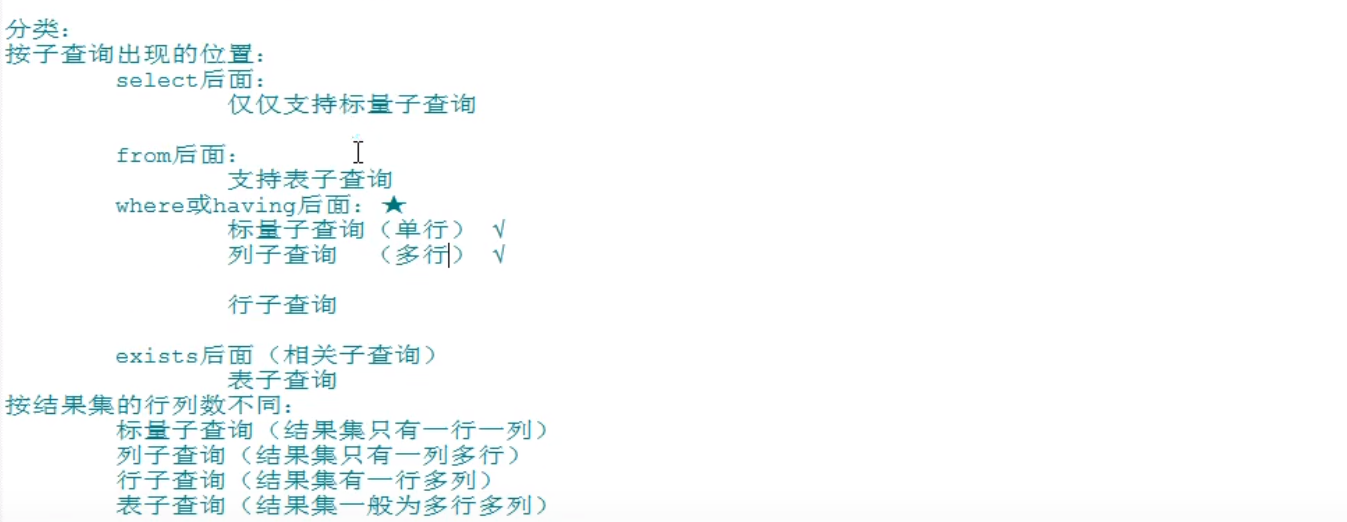 分类：
按子查询出现的位置：
select后面：
仅仅支持标量子查询
from后面：
支持表子查询
where或having后面：★
标量子查询（单行） √
列子查询 （多行） √
行子查询
exists后面（相关子查询）
表子查询
按结果集的行列数不同：
标量子查询（结果集只有一行一列）
列子查询（结果集只有一列多行）
行子查询（结果集有一行多列）
表子查询（结果集一般为多行多列）